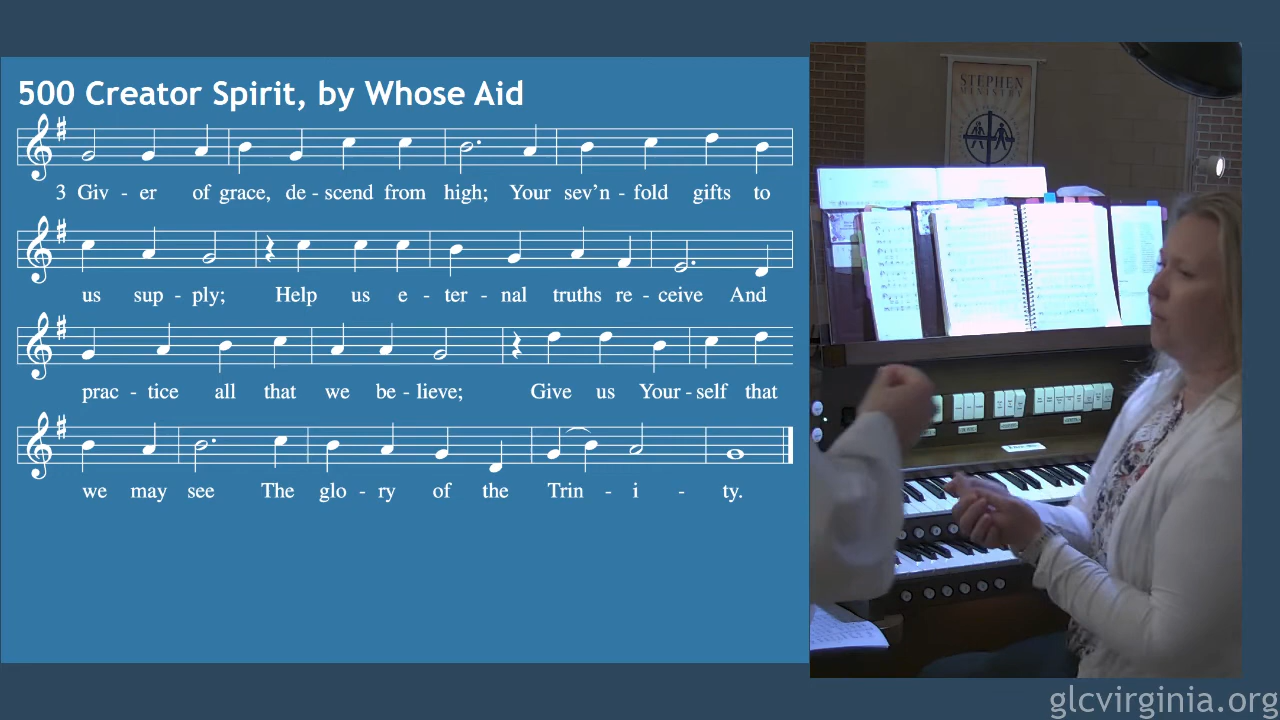 500 Creator Spirit, by Whose Aid
3 Giv - er of grace, de - scend from high; Your sev'n - fold gifts to
us sup - ply; Help us e - ter - nal truths re - ceive And
prac - tice all that we be - lieve; Give us Your - self that
we may see The glo - ry of the Trin - i - ty.
STEPHEN
MINISTRY
glcvirginia.org